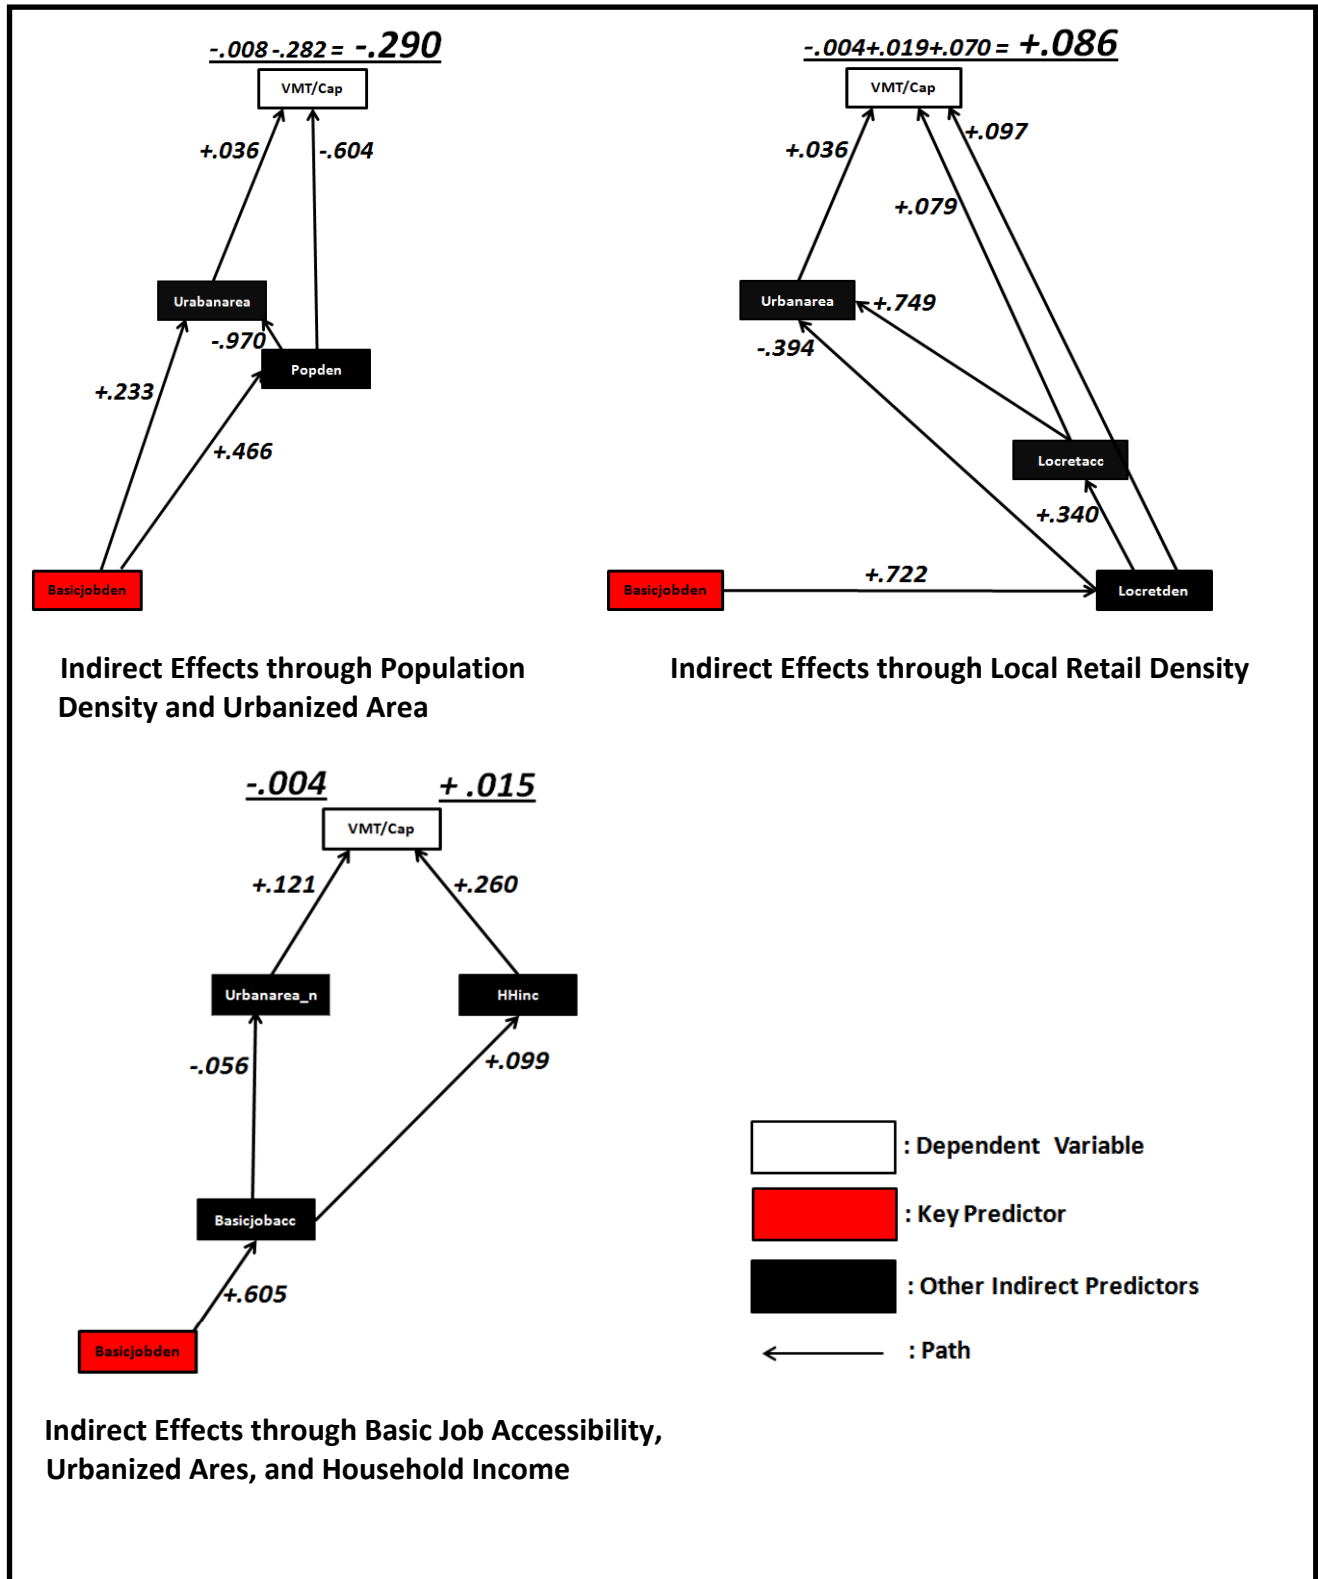 -.008 -.282 = -.290
VMT/Cap
+.036
-.604
Urabanarea
-.970
Popden
+.233
+.466
Basicjobden
Indirect Effects through Population
Density and Urbanized Area
-.004+.019+.070 = +.086
VMT/Cap
+.097
+.036
+.079
Urbanarea
+.749
-.394
Locretacc
+.340
+.722
Basicjobden
Locretden
Indirect Effects through Local Retail Density
-.004
+ .015
VMT/Cap
+.121
+.260
Urbanarea_n
HHinc
-.056
+.099
Basicjobacc
+.605
Basicjobden
Indirect Effects through Basic Job Accessibility,
Urbanized Ares, and Household Income
: Dependent Variable
: Key Predictor
: Other Indirect Predictors
: Path